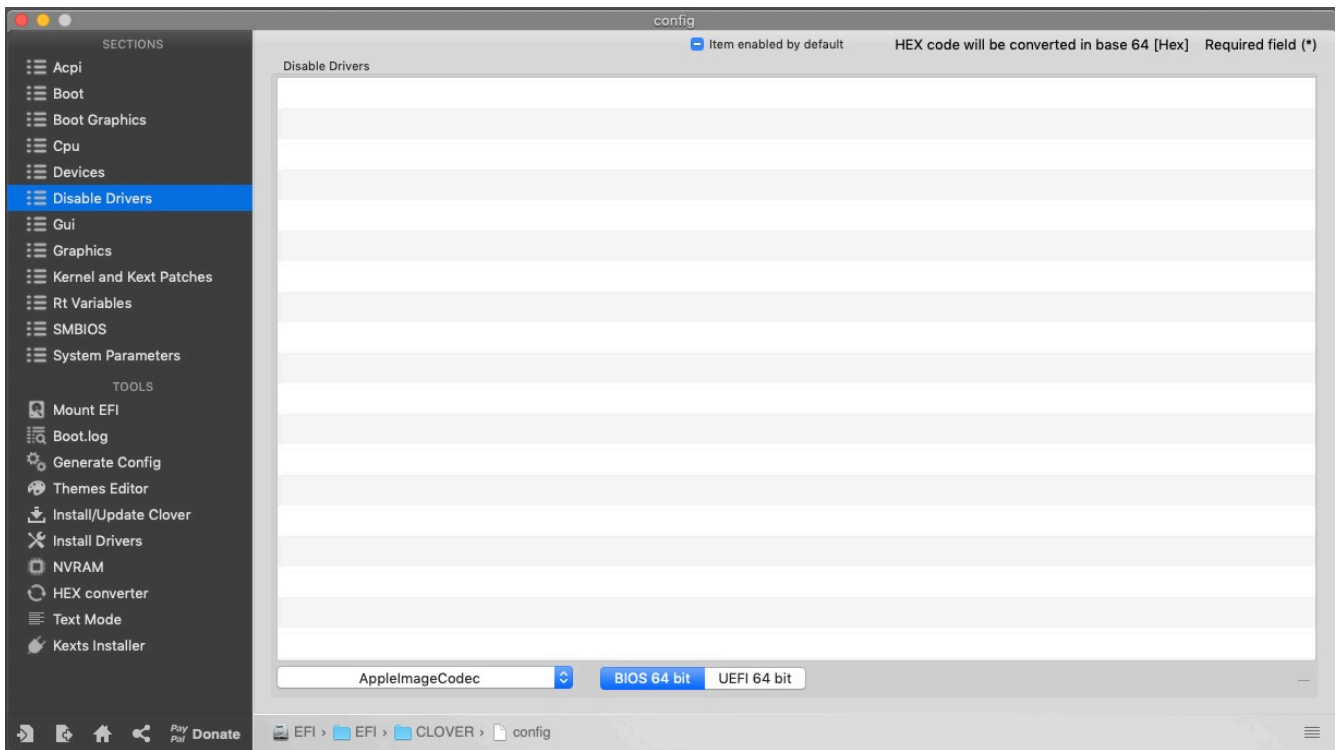 config
SECTIONS
Acpi
Boot
Boot Graphics
Cpu
Devices
Disable Drivers
Gui
Graphics
Kernel and Kext Patches
Rt Variables
SMBIOS
System Parameters
TOOLS
Mount EFI
Boot.log
Generate Config
Themes Editor
Install/Update Clover
Install Drivers
NVRAM
HEX converter
Text Mode
Kexts Installer
Pay Pal Donate
Item enabled by default HEX code will be converted in base 64 [Hex] Required field (*)
Disable Drivers
AppleImageCodec BIOS 64 bit UEFI 64 bit
EFI › EFI › CLOVER › config